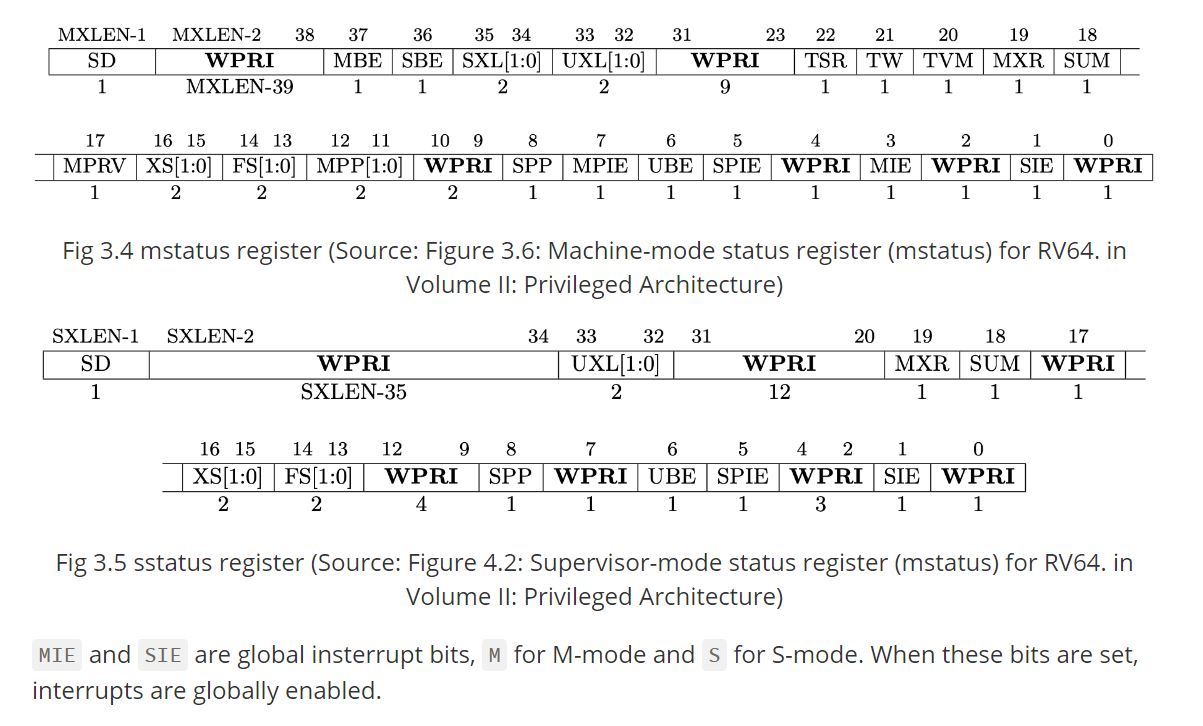 MXLEN-1 MXLEN-2 38 37 36 35 34 33 32 31 23 22 21 20 19 18
SD WPRI MBE SBE SXL[1:0] UXL[1:0] WPRI TSR TW TVM MXR SUM
1 MXLEN-39 1 1 2 2 9 1 1 1 1 1
17 16 15 14 13 12 11 10 9 8 7 6 5 4 3 2 1 0
MPRV XS[1:0] FS[1:0] MPP[1:0] WPRI SPP MPIE UBE SPIE WPRI MIE WPRI SIE WPRI
1 2 2 2 2 1 1 1 1 1 1 1 1 1
Fig 3.4 mstatus register (Source: Figure 3.6: Machine-mode status register (mstatus) for RV64. in
Volume II: Privileged Architecture)
SXLEN-1 SXLEN-2 34 33 32 31 20 19 18 17
SD WPRI UXL[1:0] WPRI MXR SUM WPRI
1 SXLEN-35 2 12 1 1 1
16 15 14 13 12 9 8 7 6 5 4 2 1 0
XS[1:0] FS[1:0] WPRI SPP WPRI UBE SPIE WPRI SIE WPRI
2 2 4 1 1 1 1 3 1 1
Fig 3.5 sstatus register (Source: Figure 4.2: Supervisor-mode status register (mstatus) for RV64. in
Volume II: Privileged Architecture)
MIE and SIE are global insterrupt bits, M for M-mode and S for S-mode. When these bits are set,
interrupts are globally enabled.